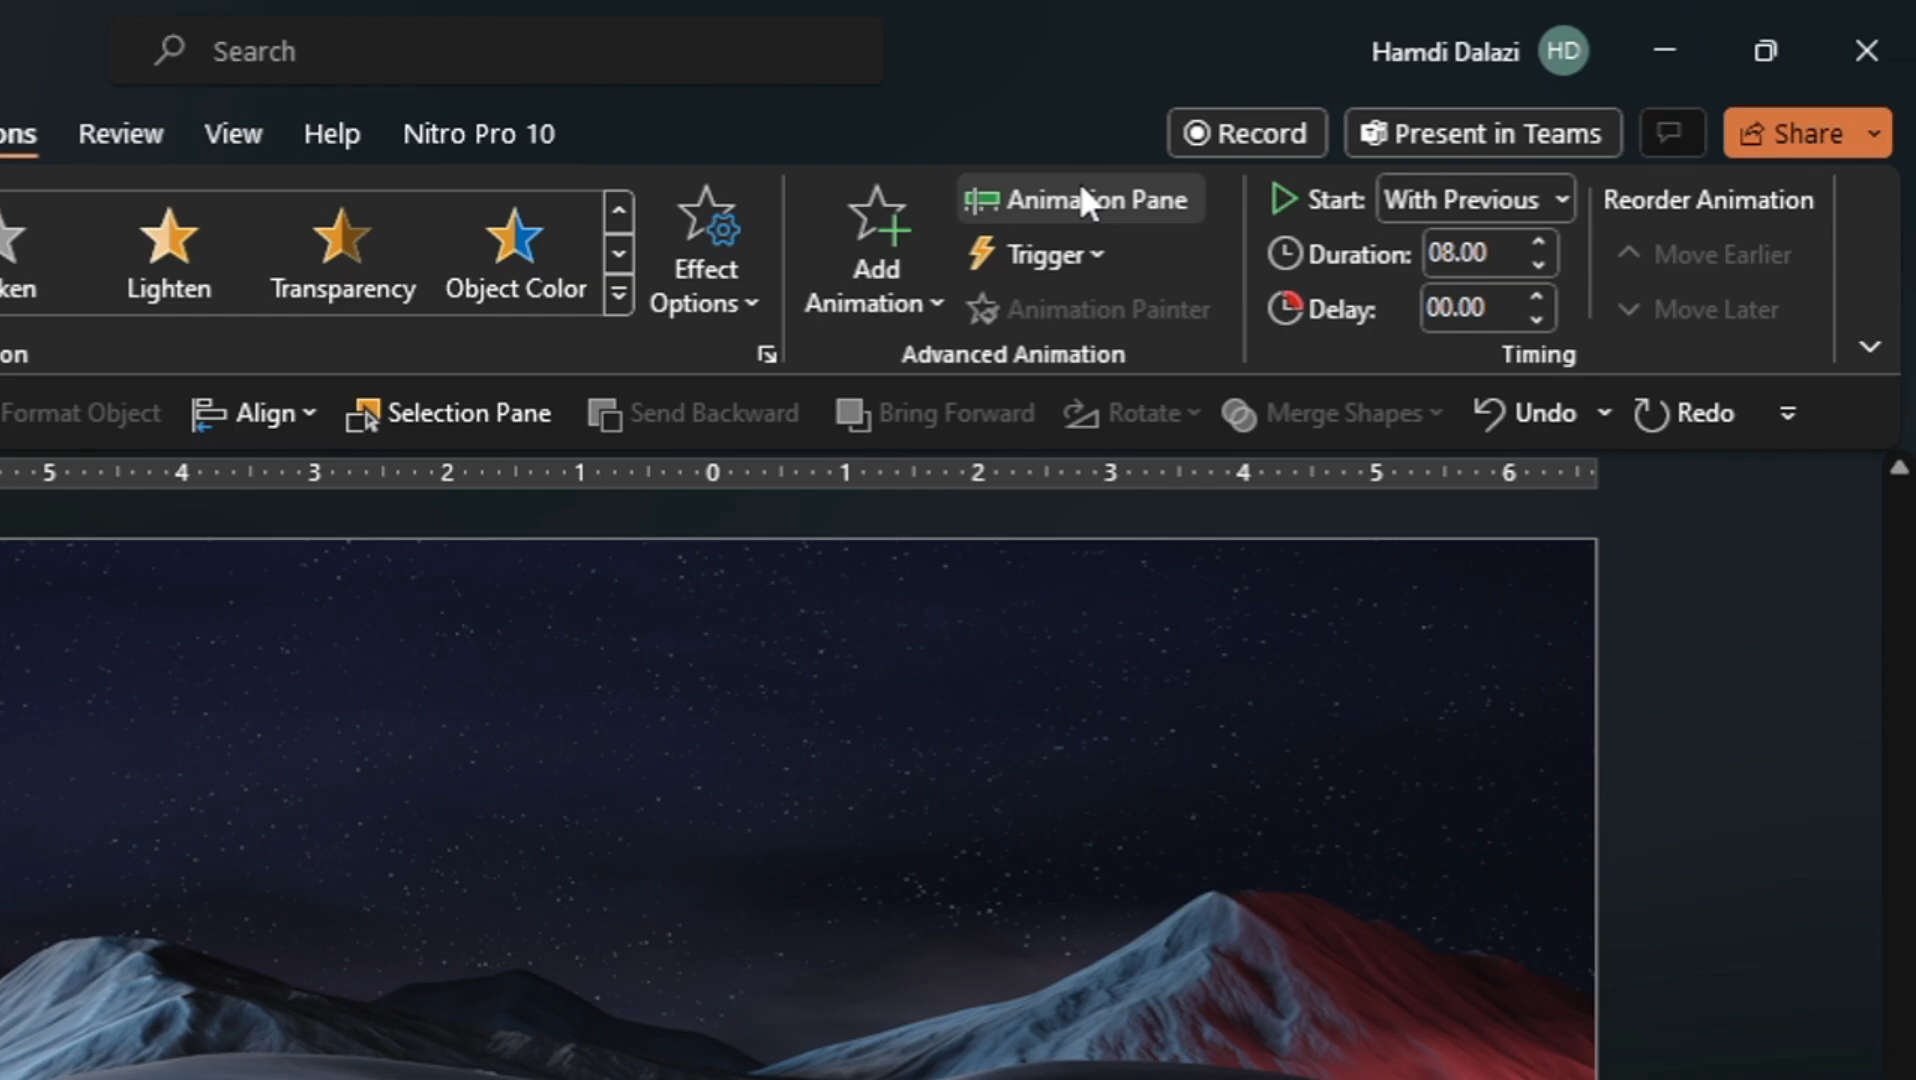 Search
Hamdi Dalazi HD
ons Review View Help Nitro Pro 10
Record Present in Teams Share
ken Lighten Transparency Object Color
Effect
Options
Add
Animation
Animation Pane
Trigger
Animation Painter
Start: With Previous
Duration: 08.00
Delay: 00.00
Reorder Animation
Move Earlier
Move Later
on
Advanced Animation
Timing
Format Object Align Selection Pane Send Backward Bring Forward Rotate Merge Shapes Undo Redo
5 4 3 2 1 0 1 2 3 4 5 6